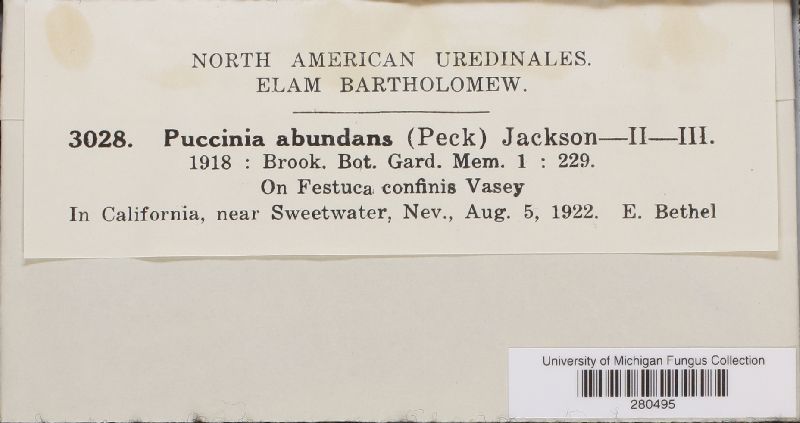 NORTH AMERICAN UREDINALES.
ELAM BARTHOLOMEW.
3028. Puccinia abundans (Peck) Jackson—II—III.
1918 : Brook. Bot. Gard. Mem. 1 : 229.
On Festuca confinis Vasey
In California, near Sweetwater, Nev., Aug. 5, 1922. E. Bethel
University of Michigan Fungus Collection
280495